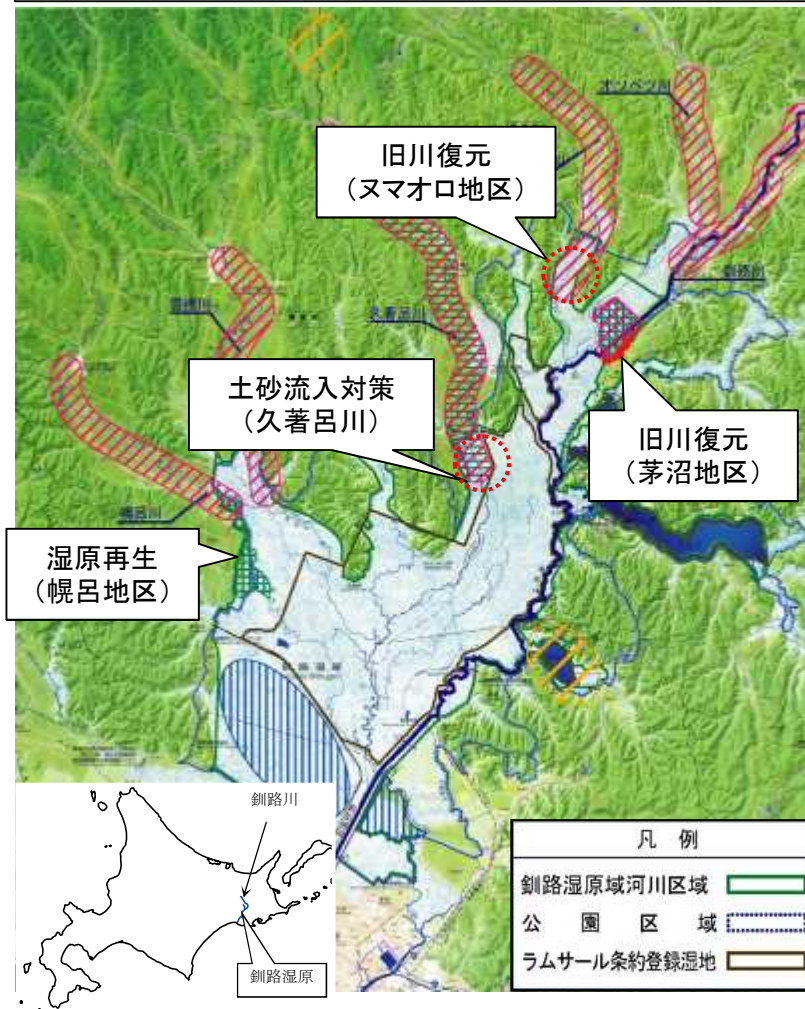 オソベツ川
旧川復元
(ヌマオロ地区)
釧路川
久著呂川
土砂流入対策
(久著呂川)
旧川復元
(茅沼地区)
幌呂川
湿原再生
(幌呂地区)
釧路川
釧路湿原
凡 例
釧路湿原域河川区域
公 園 区 域
ラムサール条約登録湿地